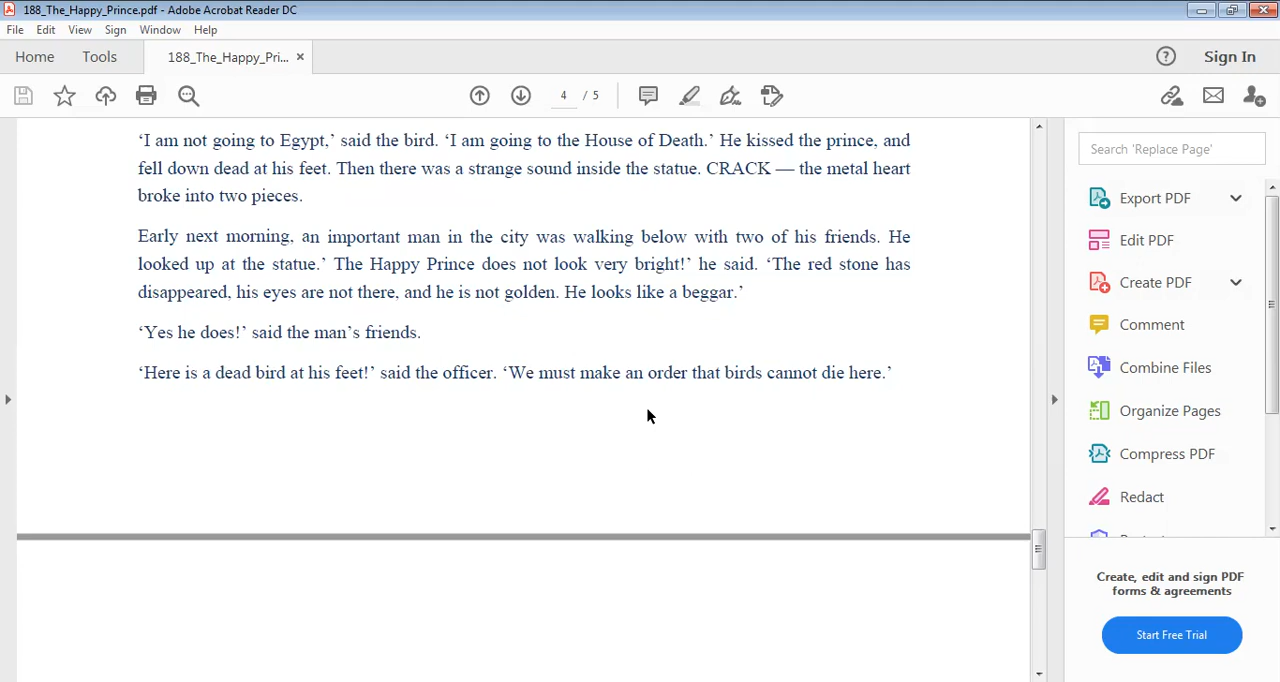 188_The_Happy_Prince.pdf - Adobe Acrobat Reader DC
File Edit View Sign Window Help
Home Tools 188_The_Happy_Pri... × Sign In
4 / 5
‘I am not going to Egypt,’ said the bird. ‘I am going to the House of Death.’ He kissed the prince, and
fell down dead at his feet. Then there was a strange sound inside the statue. CRACK — the metal heart
broke into two pieces.
Early next morning, an important man in the city was walking below with two of his friends. He
looked up at the statue.’ The Happy Prince does not look very bright!’ he said. ‘The red stone has
disappeared, his eyes are not there, and he is not golden. He looks like a beggar.’
‘Yes he does!’ said the man’s friends.
‘Here is a dead bird at his feet!’ said the officer. ‘We must make an order that birds cannot die here.’
Search 'Replace Page'
Export PDF
Edit PDF
Create PDF
Comment
Combine Files
Organize Pages
Compress PDF
Redact
Create, edit and sign PDF
forms & agreements
Start Free Trial